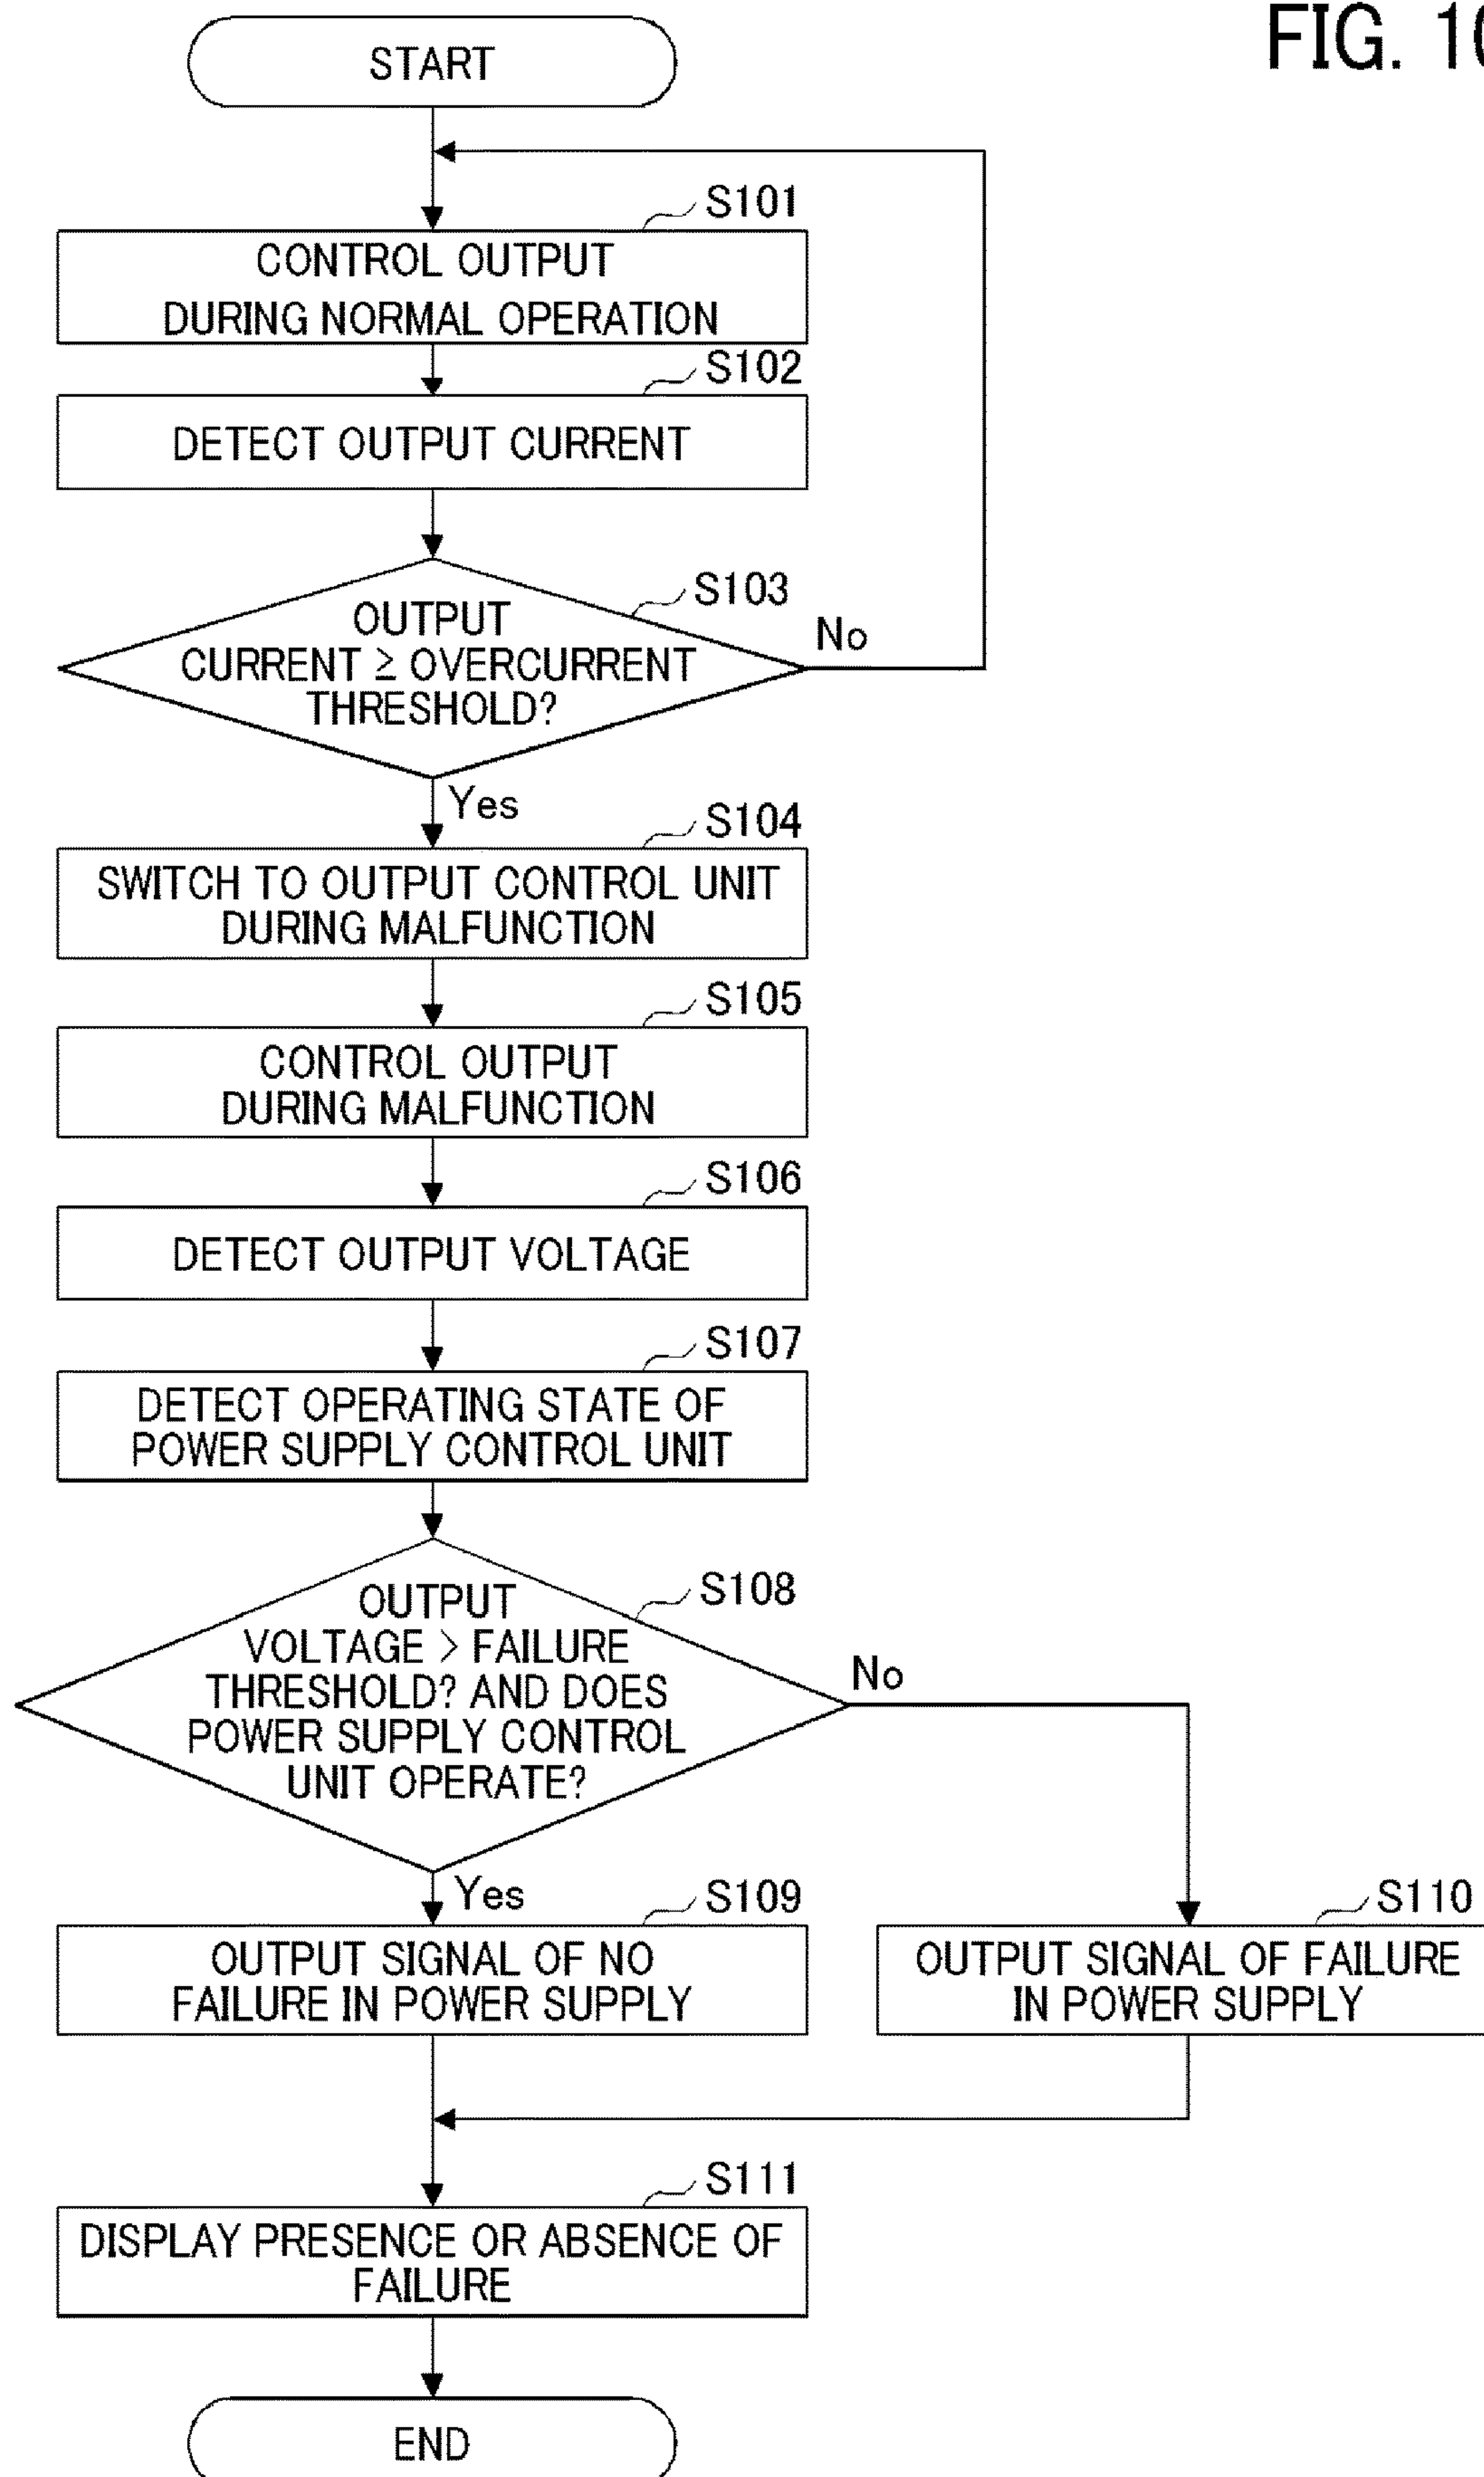 FIG. 10
START
S101
CONTROL OUTPUT
DURING NORMAL OPERATION
S102
DETECT OUTPUT CURRENT
S103
OUTPUT
CURRENT ≥ OVERCURRENT
THRESHOLD?
No
Yes
S104
SWITCH TO OUTPUT CONTROL UNIT
DURING MALFUNCTION
S105
CONTROL OUTPUT
DURING MALFUNCTION
S106
DETECT OUTPUT VOLTAGE
S107
DETECT OPERATING STATE OF
POWER SUPPLY CONTROL UNIT
S108
OUTPUT
VOLTAGE > FAILURE
THRESHOLD? AND DOES
POWER SUPPLY CONTROL
UNIT OPERATE?
No
Yes
S109
OUTPUT SIGNAL OF NO
FAILURE IN POWER SUPPLY
S110
OUTPUT SIGNAL OF FAILURE
IN POWER SUPPLY
S111
DISPLAY PRESENCE OR ABSENCE OF
FAILURE
END